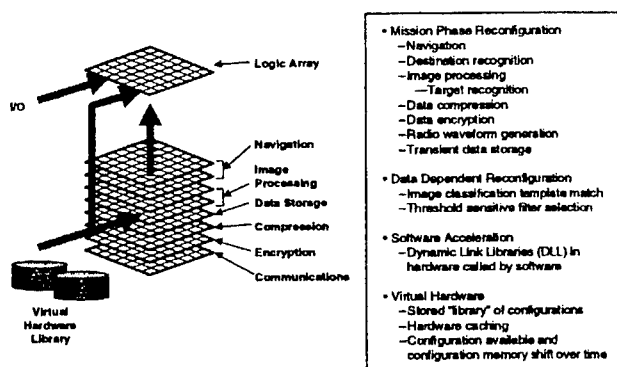 Logic Array
I/O
Navigation
Image
Processing
Data Storage
Compression
Encryption
Communications
Virtual
Hardware
Library
• Mission Phase Reconfiguration
–Navigation
–Destination recognition
–Image processing
—Target recognition
–Data compression
–Data encryption
–Radio waveform generation
–Transient data storage
• Data Dependent Reconfiguration
–Image classification template match
–Threshold sensitive filter selection
• Software Acceleration
–Dynamic Link Libraries (DLL) in
hardware called by software
• Virtual Hardware
–Stored "library" of configurations
–Hardware caching
–Configuration available and
configuration memory shift over time